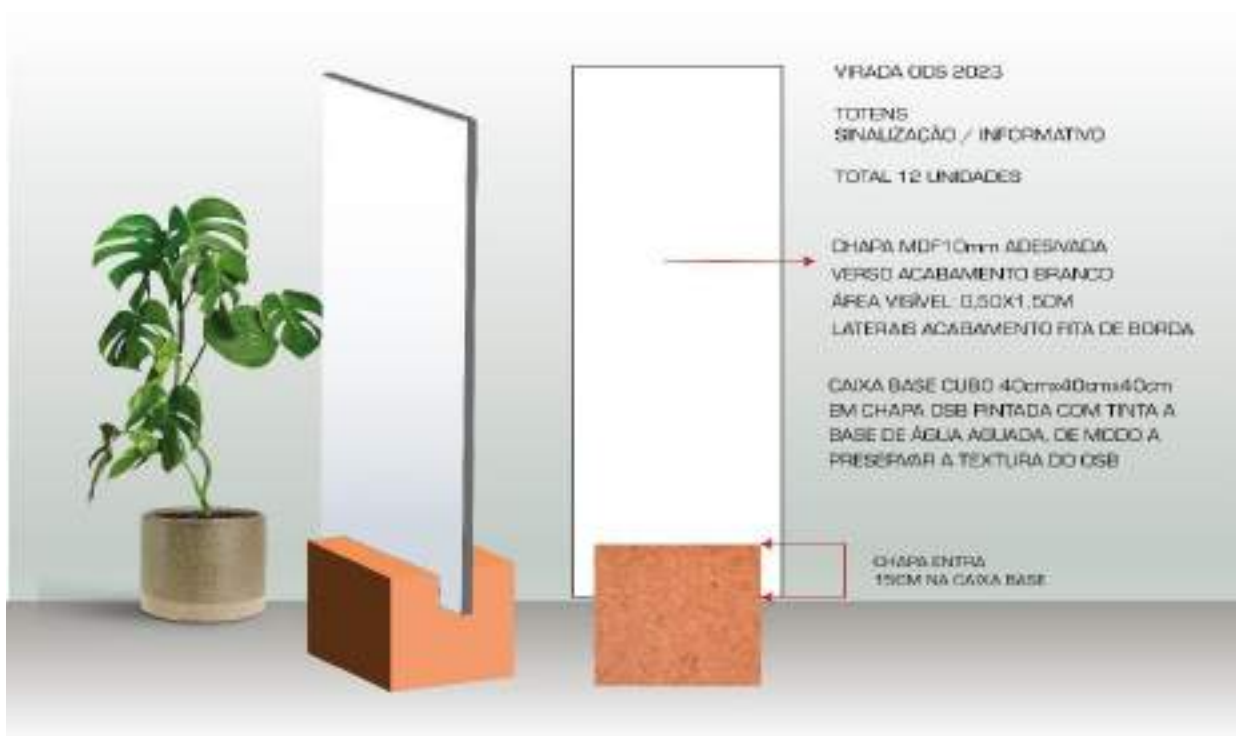 VIRADA ODS 2023
TOTENS
SINALIZAÇÃO / INFORMATIVO
TOTAL 12 UNIDADES
CHAPA MDF10mm ADESIVADA
VERSO ACABAMENTO BRANCO
ÁREA VISÍVEL: 0,50X1,50M
LATERAIS ACABAMENTO FITA DE BORDA
CAIXA BASE CUBO 40cmx40cmx40cm
EM CHAPA OSB PINTADA COM TINTA A
BASE DE ÁGUA AGUADA, DE MODO A
PRESERVAR A TEXTURA DO OSB
CHAPA ENTRA
15CM NA CAIXA BASE